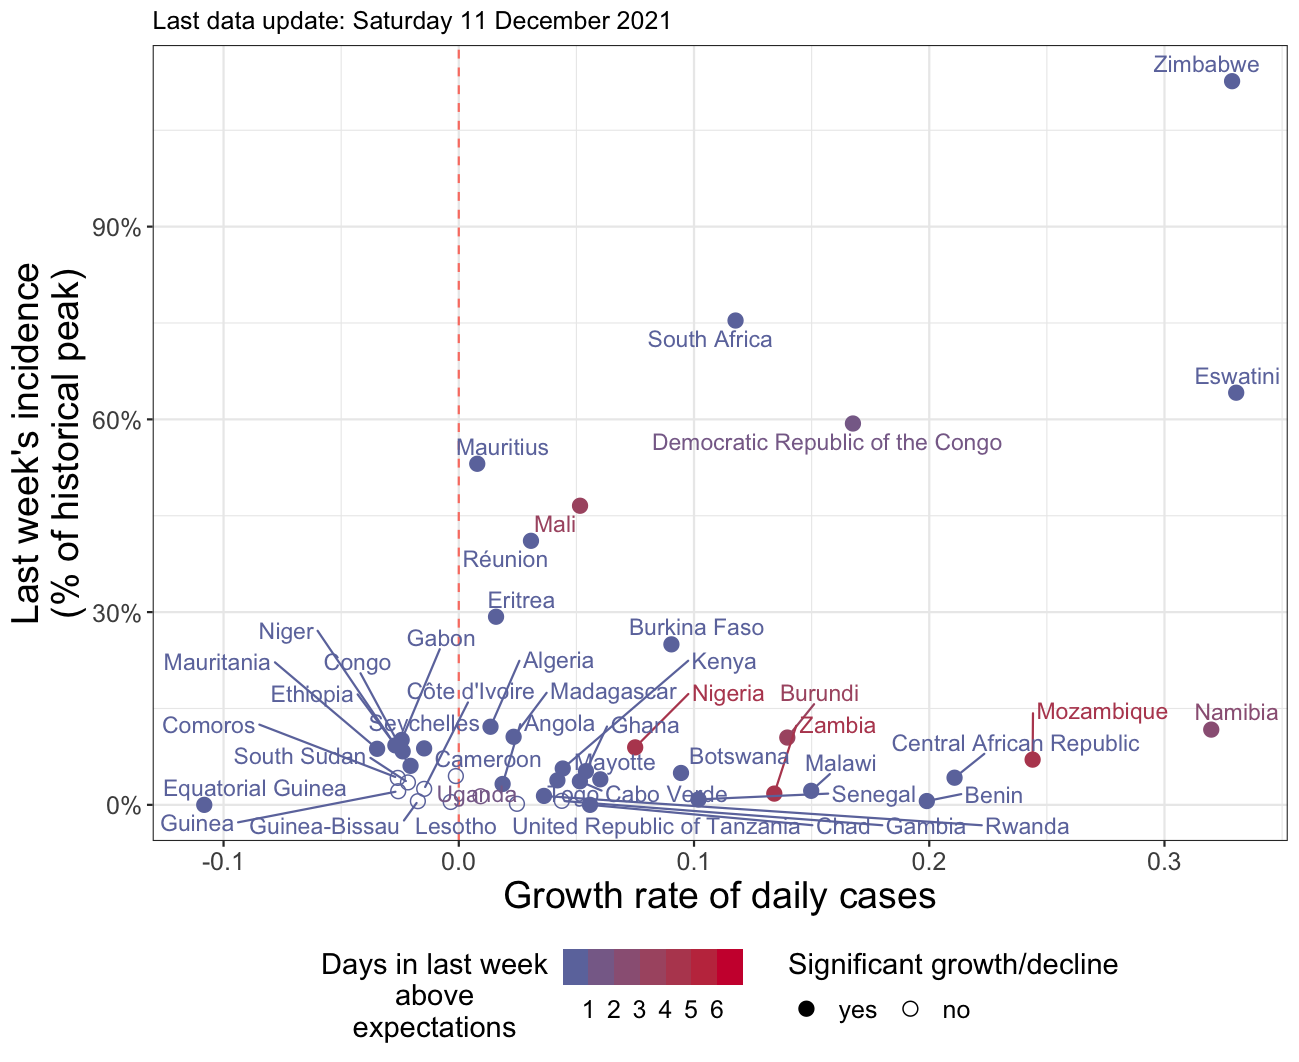 Last data update: Saturday 11 December 2021
Last week's incidence
(% of historical peak)
90%
60%
30%
0%
Zimbabwe
South Africa
Eswatini
Democratic Republic of the Congo
Mauritius
Mali
Réunion
Eritrea
Niger
Gabon
Burkina Faso
Mauritania
Congo
Algeria
Kenya
Ethiopia
Côte d'Ivoire
Madagascar
Nigeria
Burundi
Comoros
Seychelles
Angola
Ghana
Zambia
Mozambique
Namibia
South Sudan
Cameroon
Mayotte
Botswana
Malawi
Central African Republic
Equatorial Guinea
Uganda
Togo
Cabo Verde
Senegal
Benin
Guinea
Guinea-Bissau
Lesotho
United Republic of Tanzania
Chad
Gambia
Rwanda
-0.1
0.0
0.1
0.2
0.3
Growth rate of daily cases
Days in last week
above
expectations
1 2 3 4 5 6
Significant growth/decline
yes
no